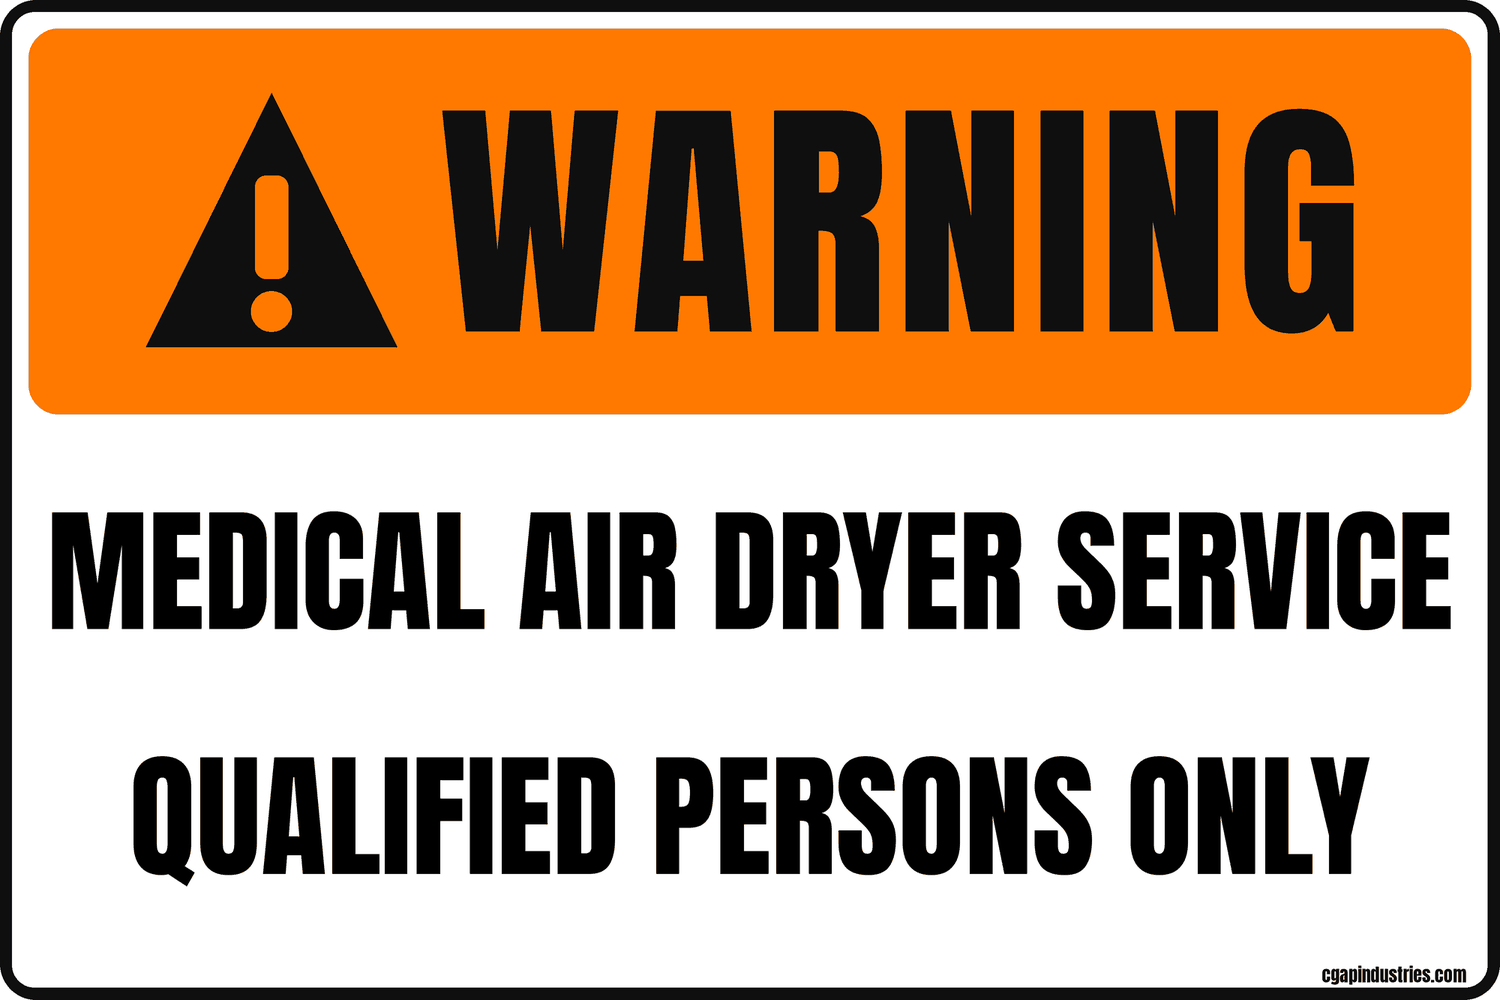 WARNING
MEDICAL AIR DRYER SERVICE
QUALIFIED PERSONS ONLY
cgapindustries.com